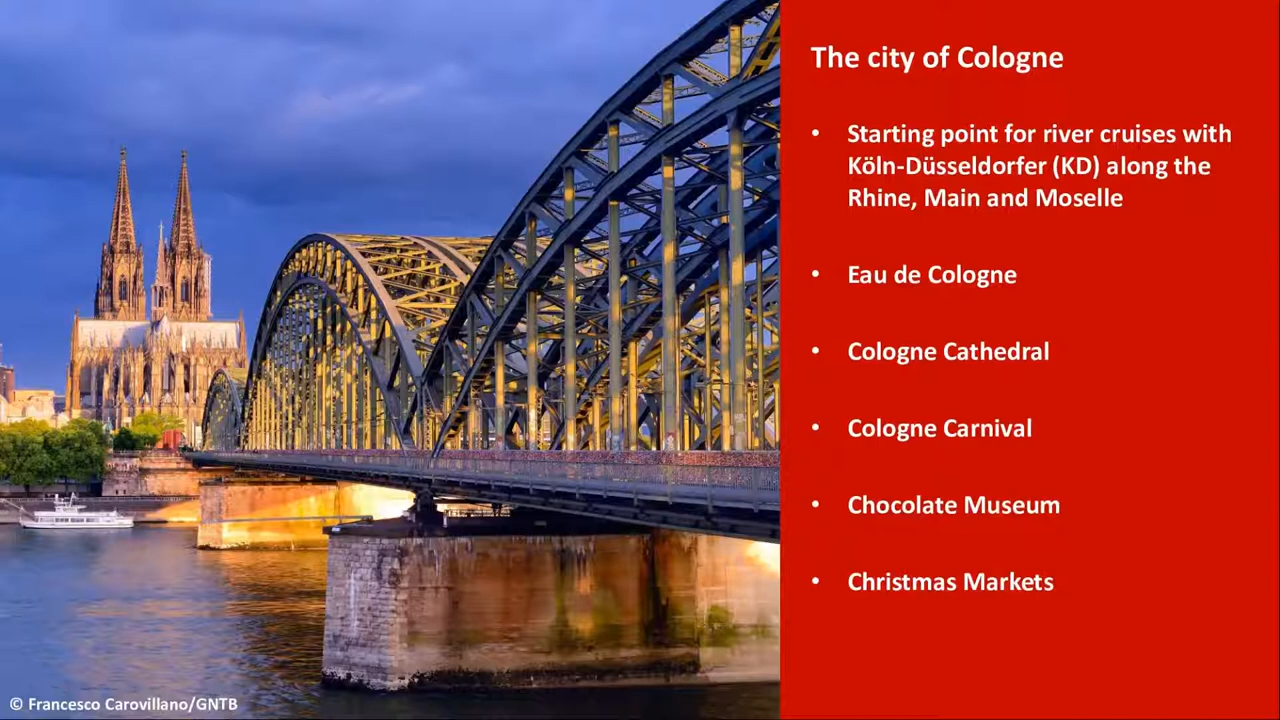 The city of Cologne
• Starting point for river cruises with
Köln-Düsseldorfer (KD) along the
Rhine, Main and Moselle
• Eau de Cologne
• Cologne Cathedral
• Cologne Carnival
• Chocolate Museum
• Christmas Markets
© Francesco Carovillano/GNTB